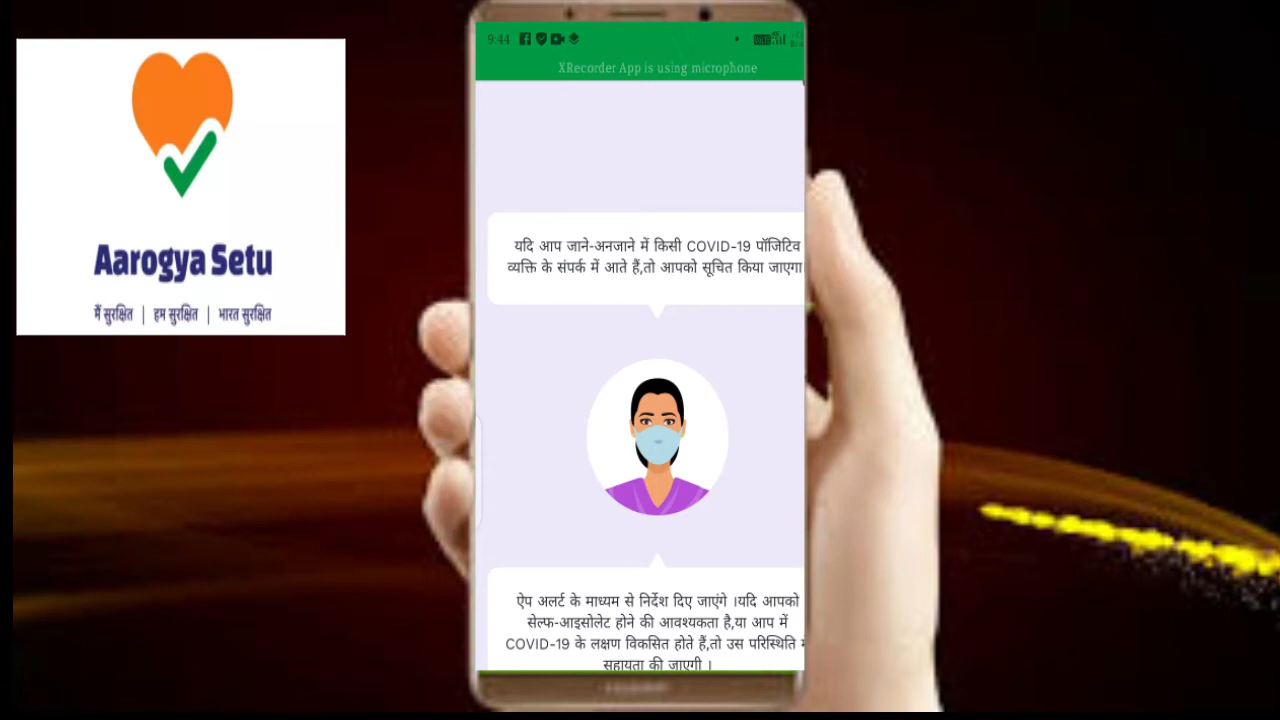 Aarogya Setu
मैं सुरक्षित | हम सुरक्षित | भारत सुरक्षित
9:44
XRecorder App is using microphone
यदि आप जाने-अनजाने में किसी COVID-19 पॉजिटिव
व्यक्ति के संपर्क में आते हैं,तो आपको सूचित किया जाएगा
ऐप अलर्ट के माध्यम से निर्देश दिए जाएंगे ।यदि आपको
सेल्फ-आइसोलेट होने की आवश्यकता है,या आप में
COVID-19 के लक्षण विकसित होते हैं,तो उस परिस्थिति
सहायता की जाएगी ।